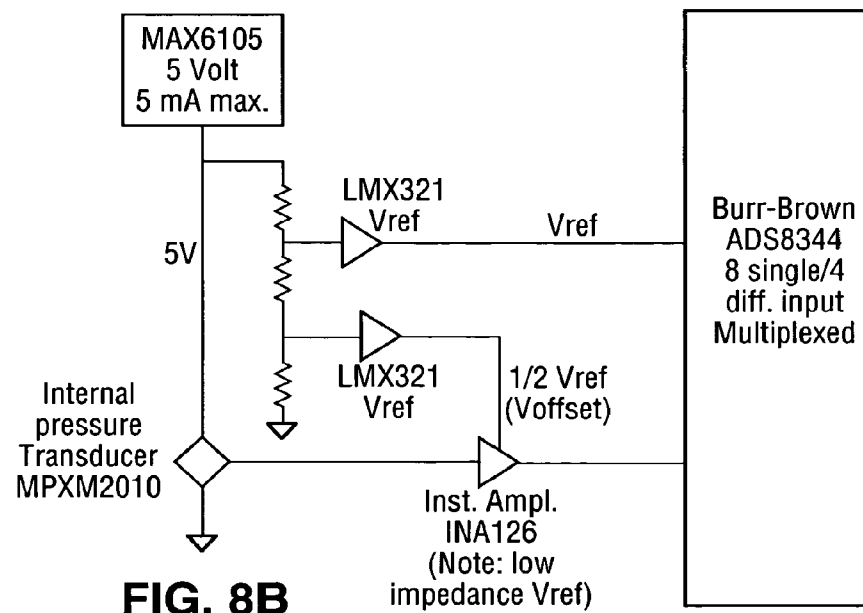 MAX6105
5 Volt
5 mA max.
LMX321
Vref
Vref
5V
Burr-Brown
ADS8344
8 single/4
diff. input
Multiplexed
LMX321
Vref
1/2 Vref
(Voffset)
Internal
pressure
Transducer
MPXM2010
Inst. Ampl.
INA126
(Note: low
impedance Vref)
FIG. 8B